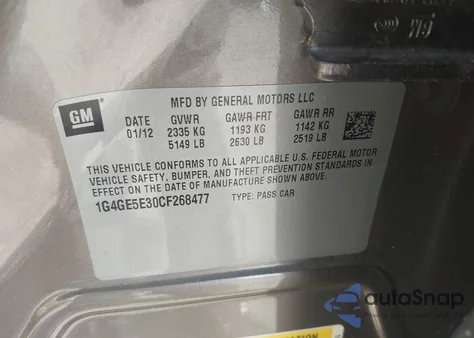 GM
MFD BY GENERAL MOTORS LLC
DATE GVWR GAWR FRT GAWR RR
01/12 2335 KG 1193 KG 1142 KG
5149 LB 2630 LB 2519 LB
THIS VEHICLE CONFORMS TO ALL APPLICABLE U.S. FEDERAL MOTOR
VEHICLE SAFETY, BUMPER, AND THEFT PREVENTION STANDARDS IN
EFFECT ON THE DATE OF MANUFACTURE SHOWN ABOVE.
1G4GE5E30CF268477 TYPE: PASS CAR
autoSnap